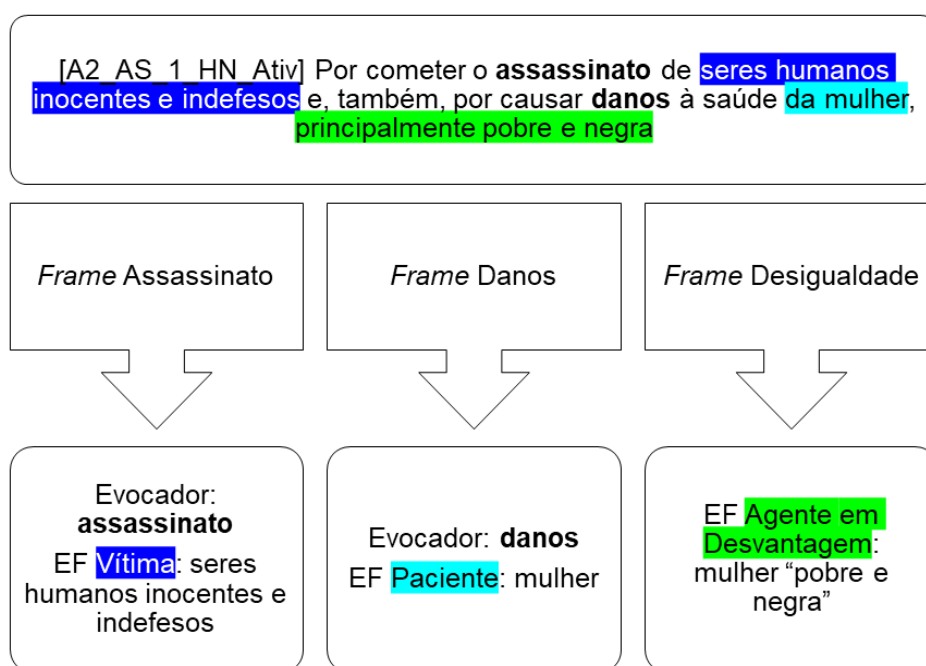 [A2_AS_1_HN_Ativ] Por cometer o assassinato de seres humanos
inocentes e indefesos e, também, por causar danos à saúde da mulher,
principalmente pobre e negra
Frame Assassinato
Frame Danos
Frame Desigualdade
Evocador:
assassinato
EF Vítima: seres
humanos inocentes e
indefesos
Evocador: danos
EF Paciente: mulher
EF Agente em
Desvantagem:
mulher “pobre e
negra”